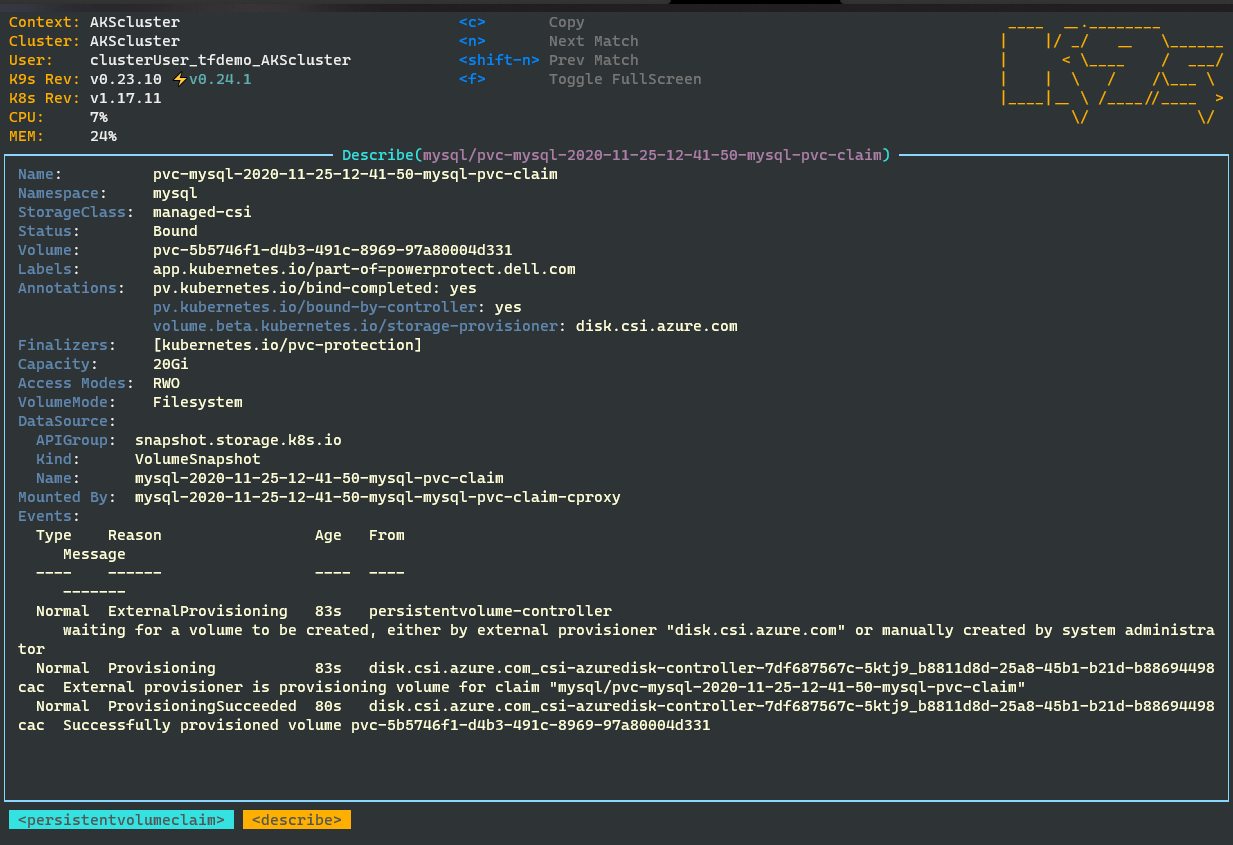 Context: AKScluster <c> Copy
Cluster: AKScluster <n> Next Match
User: clusterUser_tfdemo_AKScluster <shift-n> Prev Match
K9s Rev: v0.23.10 ⚡v0.24.1 <f> Toggle FullScreen
K8s Rev: v1.17.11
CPU: 7%
MEM: 24%
Describe(mysql/pvc-mysql-2020-11-25-12-41-50-mysql-pvc-claim)
Name: pvc-mysql-2020-11-25-12-41-50-mysql-pvc-claim
Namespace: mysql
StorageClass: managed-csi
Status: Bound
Volume: pvc-5b5746f1-d4b3-491c-8969-97a80004d331
Labels: app.kubernetes.io/part-of=powerprotect.dell.com
Annotations: pv.kubernetes.io/bind-completed: yes
pv.kubernetes.io/bound-by-controller: yes
volume.beta.kubernetes.io/storage-provisioner: disk.csi.azure.com
Finalizers: [kubernetes.io/pvc-protection]
Capacity: 20Gi
Access Modes: RWO
VolumeMode: Filesystem
DataSource:
APIGroup: snapshot.storage.k8s.io
Kind: VolumeSnapshot
Name: mysql-2020-11-25-12-41-50-mysql-pvc-claim
Mounted By: mysql-2020-11-25-12-41-50-mysql-mysql-pvc-claim-cproxy
Events:
Type Reason Age From
Message
---- ------ ---- ----
-------
Normal ExternalProvisioning 83s persistentvolume-controller
waiting for a volume to be created, either by external provisioner "disk.csi.azure.com" or manually created by system administra
tor
Normal Provisioning 83s disk.csi.azure.com_csi-azuredisk-controller-7df687567c-5ktj9_b8811d8d-25a8-45b1-b21d-b88694498
cac External provisioner is provisioning volume for claim "mysql/pvc-mysql-2020-11-25-12-41-50-mysql-pvc-claim"
Normal ProvisioningSucceeded 80s disk.csi.azure.com_csi-azuredisk-controller-7df687567c-5ktj9_b8811d8d-25a8-45b1-b21d-b88694498
cac Successfully provisioned volume pvc-5b5746f1-d4b3-491c-8969-97a80004d331
<persistentvolumeclaim> <describe>